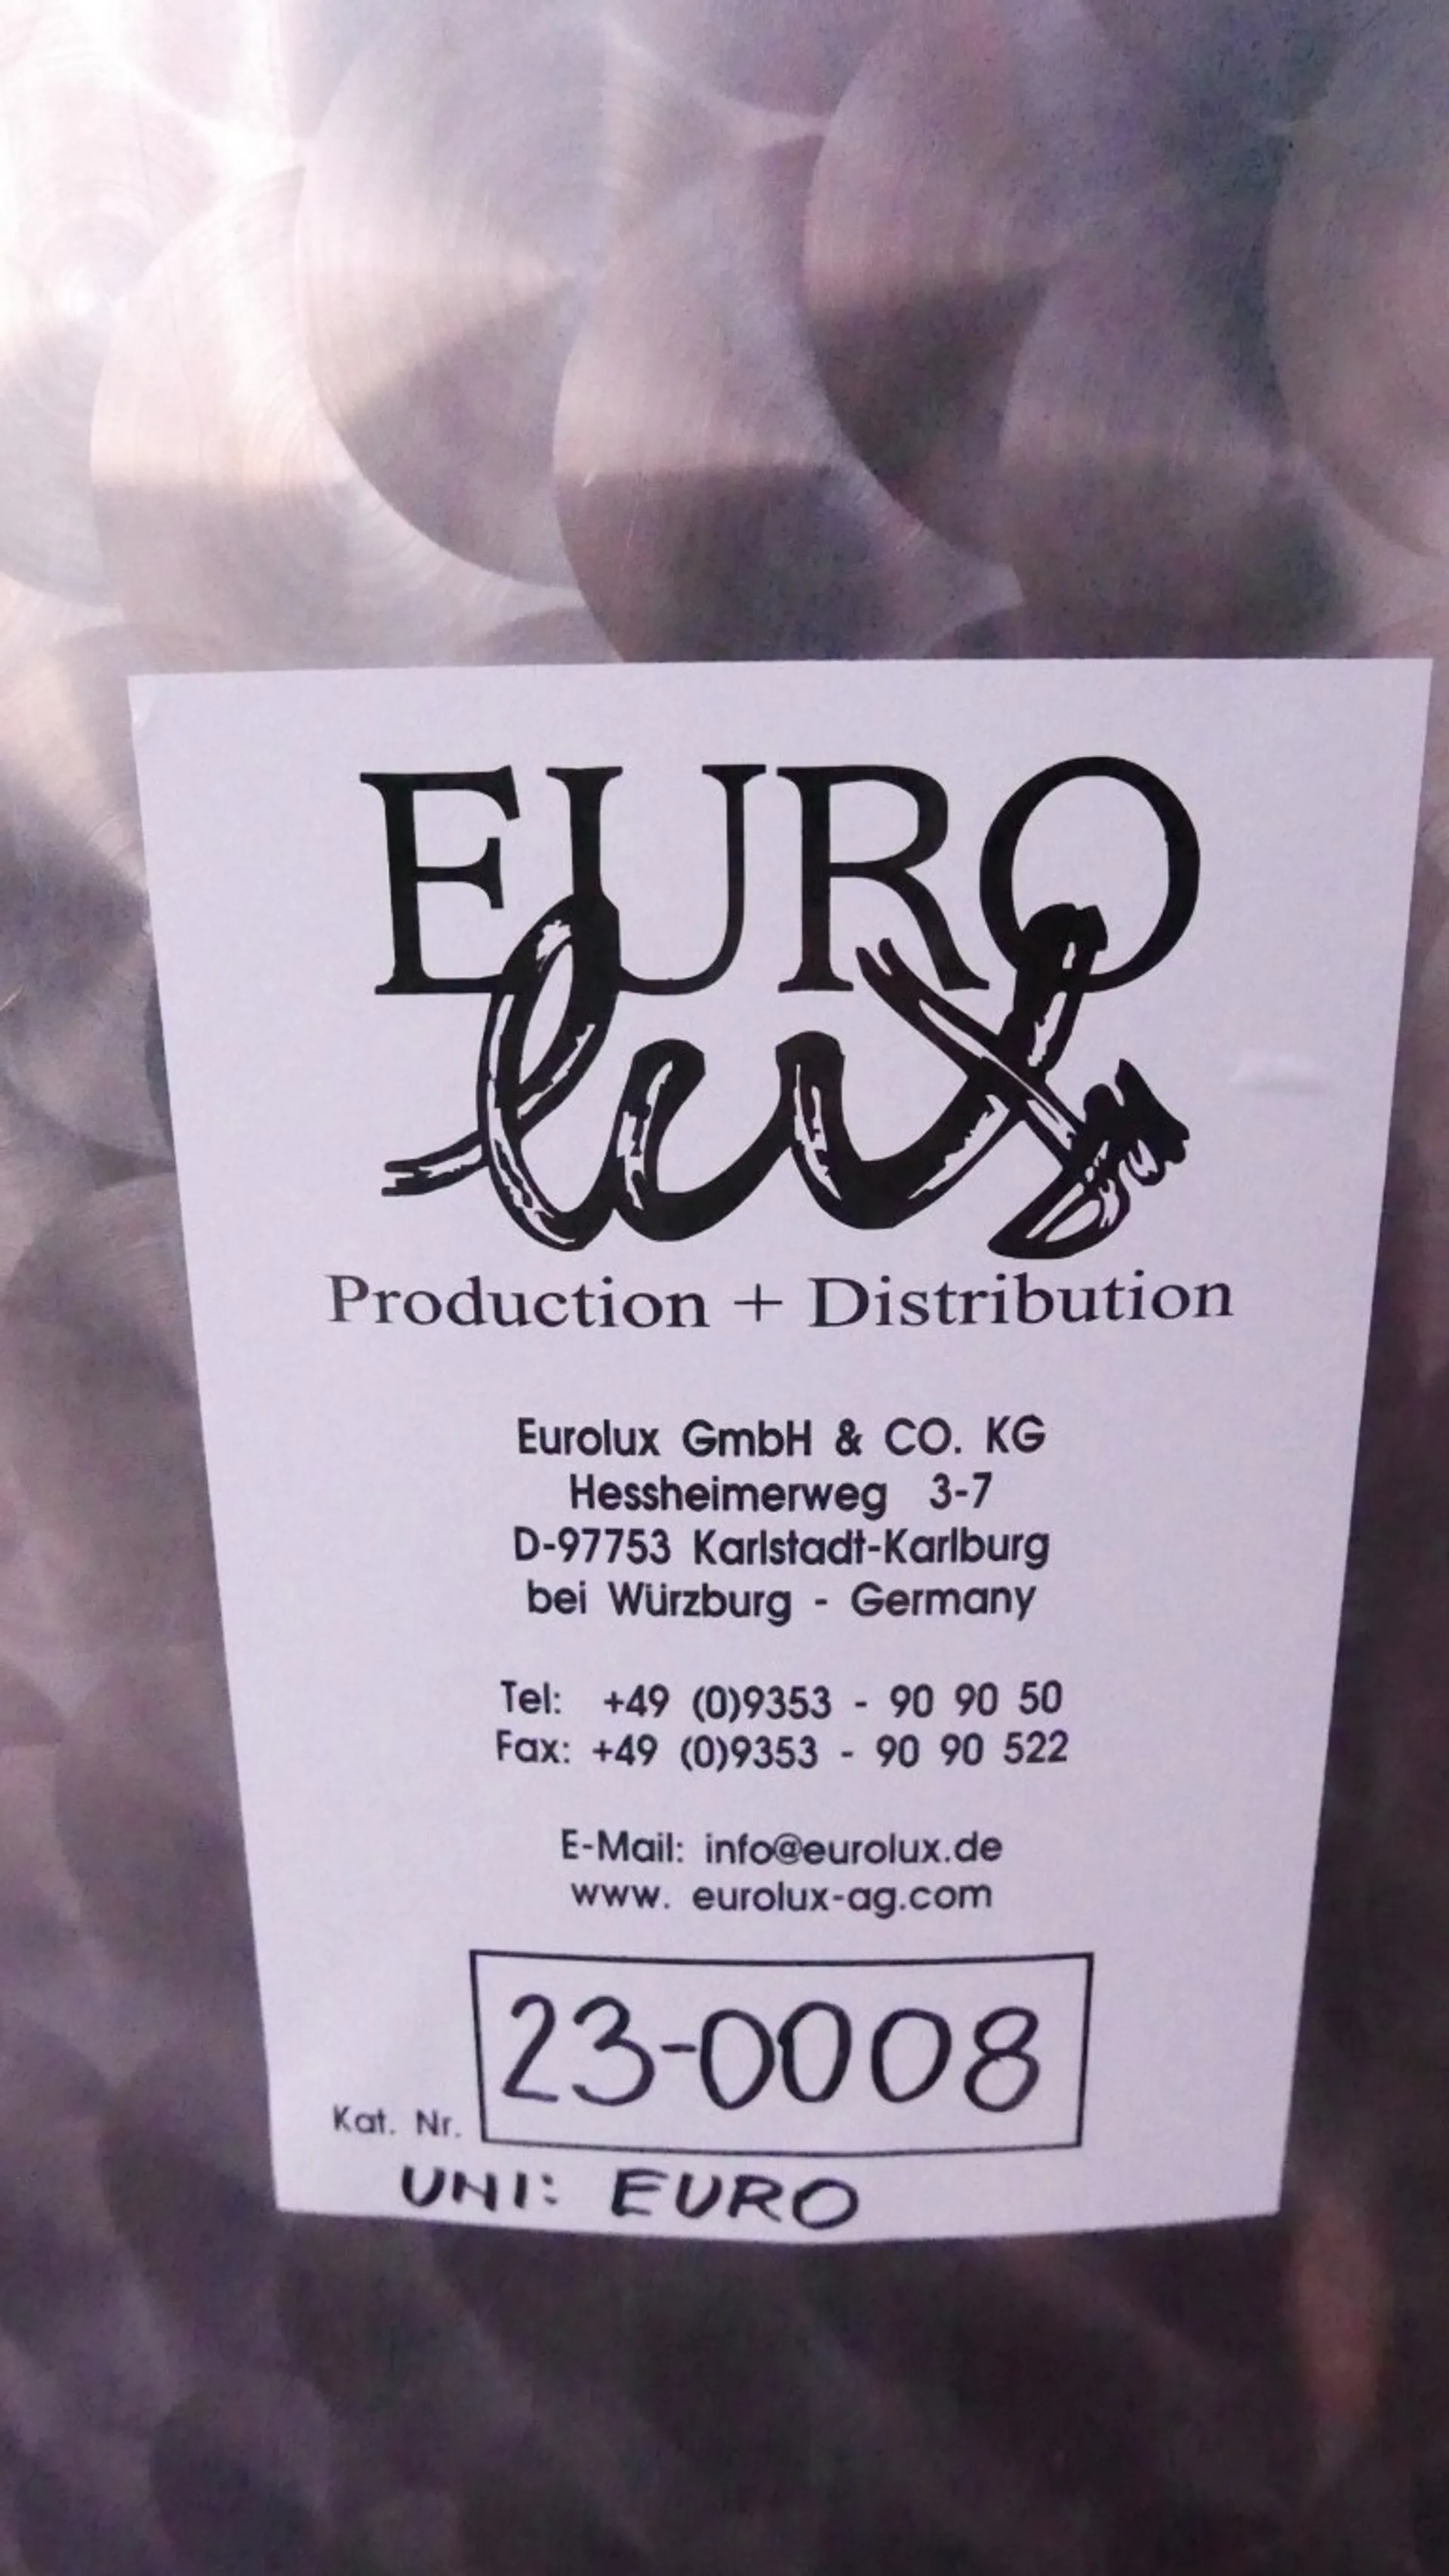 EURO
lux
Production + Distribution
Eurolux GmbH & CO. KG
Hessheimerweg 3-7
D-97753 Karlstadt-Karlburg
bei Würzburg - Germany
Tel: +49 (0)9353 - 90 90 50
Fax: +49 (0)9353 - 90 90 522
E-Mail: info@eurolux.de
www. eurolux-ag.com
Kat. Nr. 23-0008
UNI: EURO